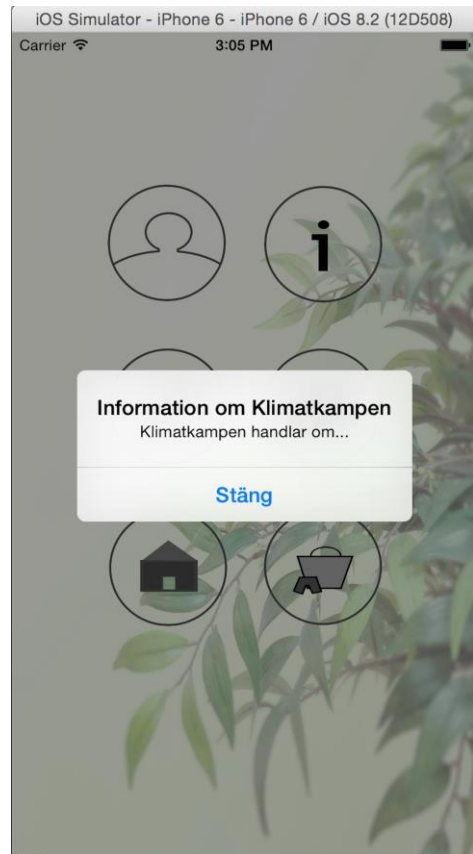 iOS Simulator - iPhone 6 - iPhone 6 / iOS 8.2 (12D508)
Carrier 3:05 PM
i
Information om Klimatkampen
Klimatkampen handlar om...
Stäng